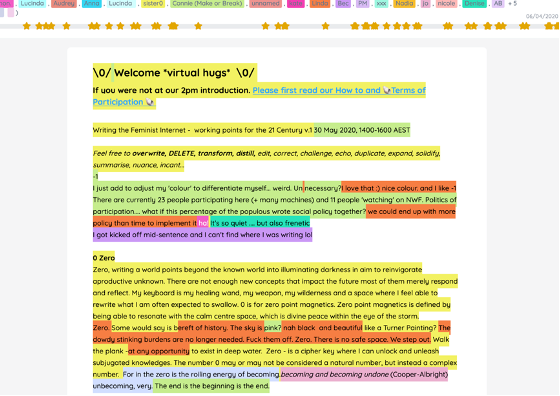 , Lucinda , Audrey , Anna , Lucinda , sister0 , Connie (Make or Break) , unnamed , , Linda , Bec , PM , xxx , Nadia , ja , nicole , Denise , AB , + 5
)
08/04/2020
\0/ Welcome *virtual hugs* \0/
If you were not at our 2pm introduction. Please first read our How to and Terms of
Participation
Writing the Feminist Internet - working points for the 21 Century v.1 30 May 2020, 1400-1600 AEST
Feel free to overwrite, DELETE, transform, distill, edit, correct, challenge, echo, duplicate, expand, solidify,
summarise, nuance, incant...
-1
I just add to adjust my 'colour' to differentiate myself... weird. Un necessary? I love that :) nice colour. and I like -1
There are currently 23 people participating here (+ many machines) and 11 people 'watching' on NWF. Politics of
participation.... what if this percentage of the populous wrote social policy together? we could end up with more
policy than time to implement it ha! It's so quiet .... but also frenetic
I got kicked off mid-sentence and I can't find where I was writing lol
0 Zero
Zero, writing a world points beyond the known world into illuminating darkness in aim to reinvigorate
aproductive unknown. There are not enough new concepts that impact the future most of them merely respond
and reflect. My keyboard is my healing wand, my weapon, my wilderness and a space where I feel able to
rewrite what I am often expected to swallow. 0 is for zero point magnetics. Zero point magnetism is defined by
being able to resonate with the calm centre space, which is divine peace within the eye of the storm.
Zero. Some would say is bereft of history. The sky is pink? nah black and beautiful like a Turner Painting? The
dowdy stinking burdens are no longer needed. Fuck them off. Zero. There is no safe space. We step out. Walk
the plank -at any opportunity to exist in deep water. Zero - is a cipher key where I can unlock and unleash
subjugated knowledges. The number 0 may or may not be considered a natural number, but instead a complex
number. For in the zero is the rolling energy of becoming. becoming and becoming undone (Cooper-Albright)
unbecoming, very. The end is the beginning is the end.